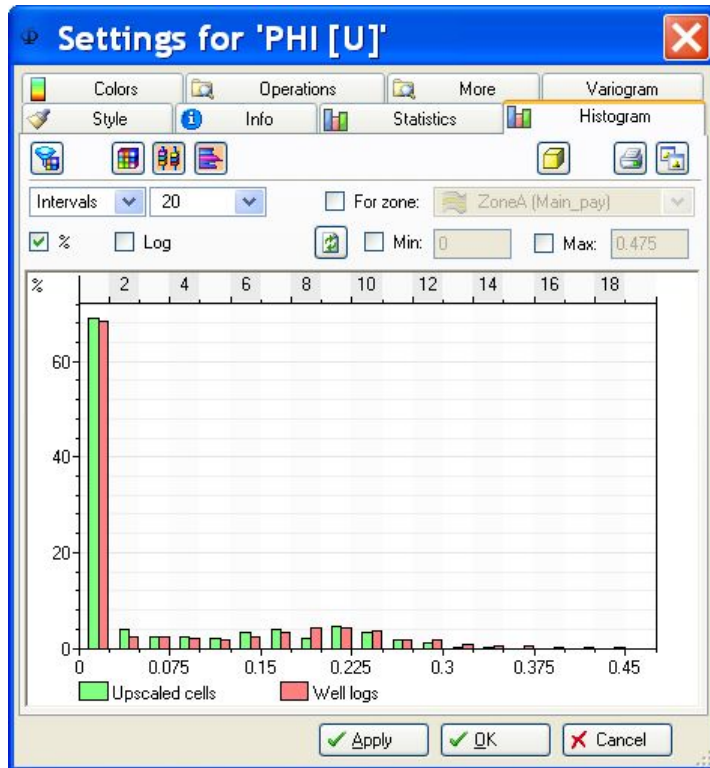 Settings for 'PHI [U]'
Colors Operations More Variogram
Style Info Statistics Histogram
Intervals 20 For zone: ZoneA (Main_pay)
% Log Min: 0 Max: 0.475
% 2 4 6 8 10 12 14 16 18
60
40
20
0
0 0.075 0.15 0.225 0.3 0.375 0.45
Upscaled cells Well logs
Apply OK Cancel